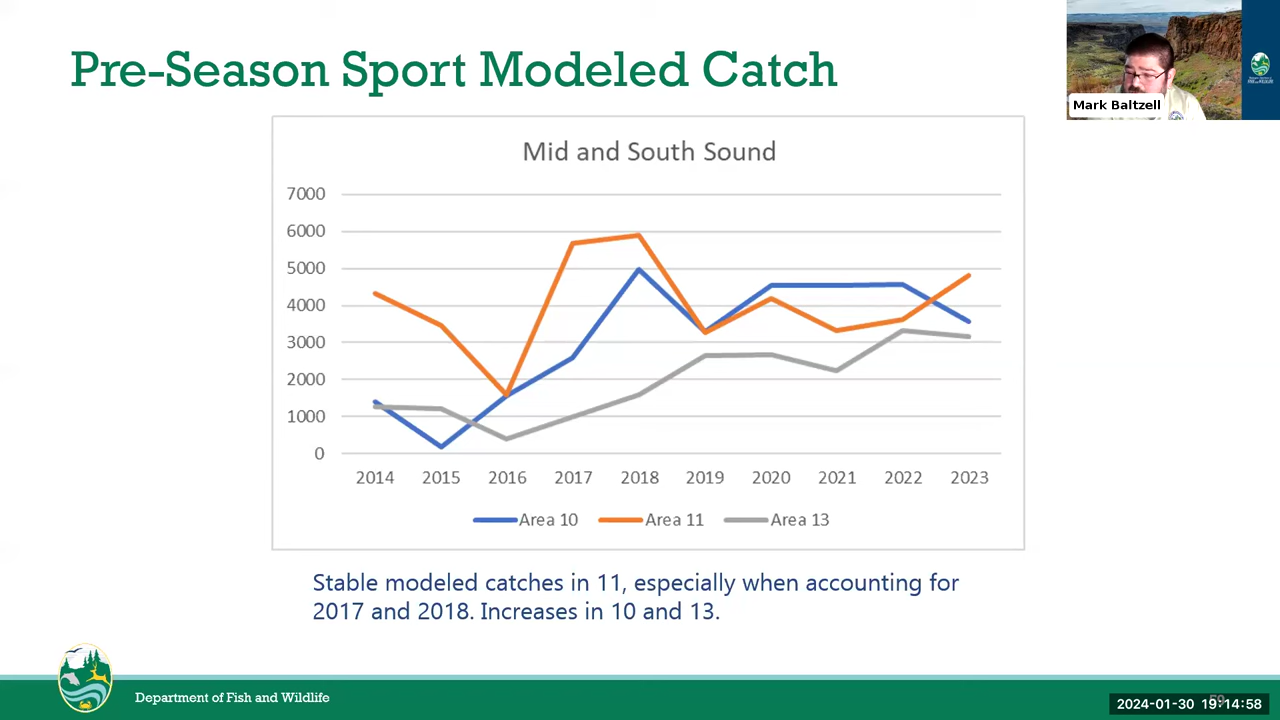 Pre-Season Sport Modeled Catch
Mark Baltzell
Mid and South Sound
7000
6000
5000
4000
3000
2000
1000
0
2014 2015 2016 2017 2018 2019 2020 2021 2022 2023
Area 10 Area 11 Area 13
Stable modeled catches in 11, especially when accounting for
2017 and 2018. Increases in 10 and 13.
Department of Fish and Wildlife
2024-01-30 19:14:58